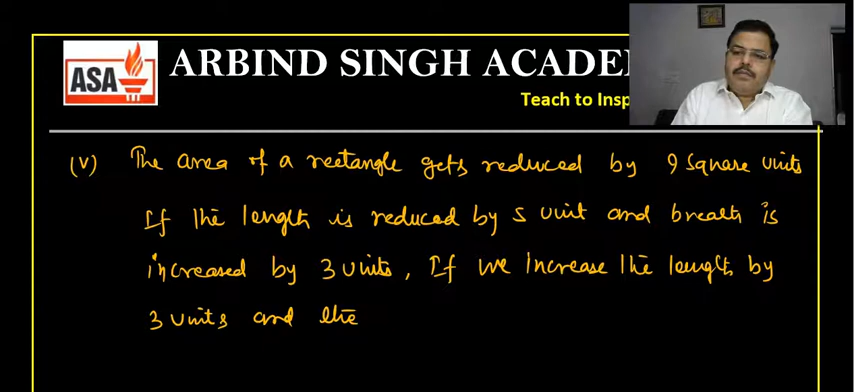 ASA
ARBIND SINGH ACADE
Teach to Insp
(V) The area of a rectangle gets reduced by 9 square units
If the length is reduced by 5 unit and breath is
increased by 3 units, If we increase the length by
3 units and the